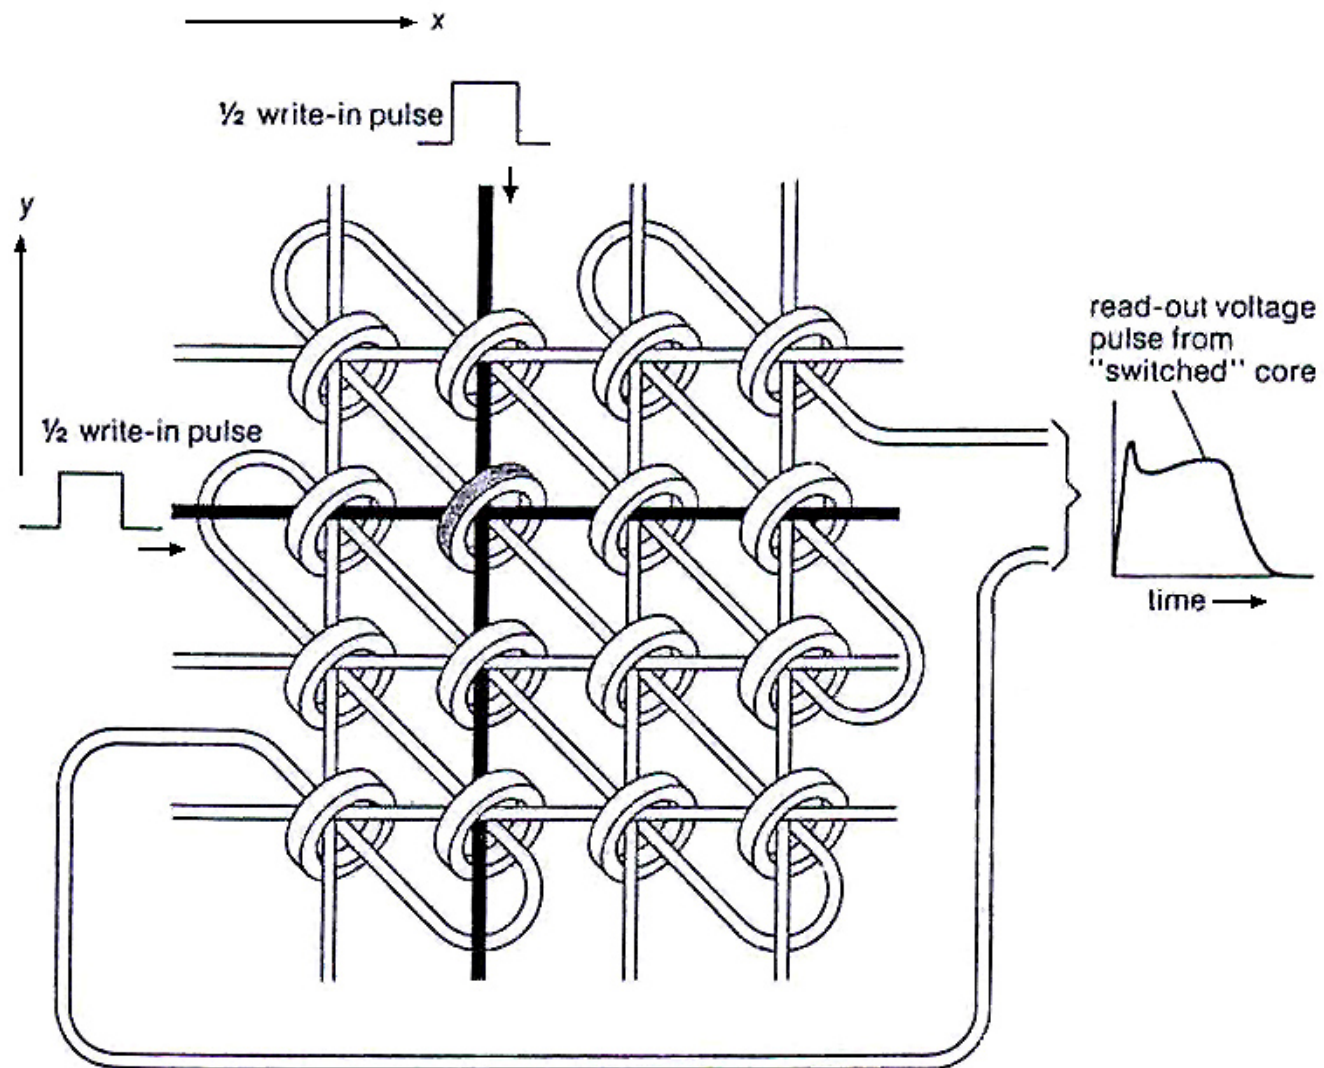 x
½ write-in pulse
y
read-out voltage
pulse from
"switched" core
½ write-in pulse
time